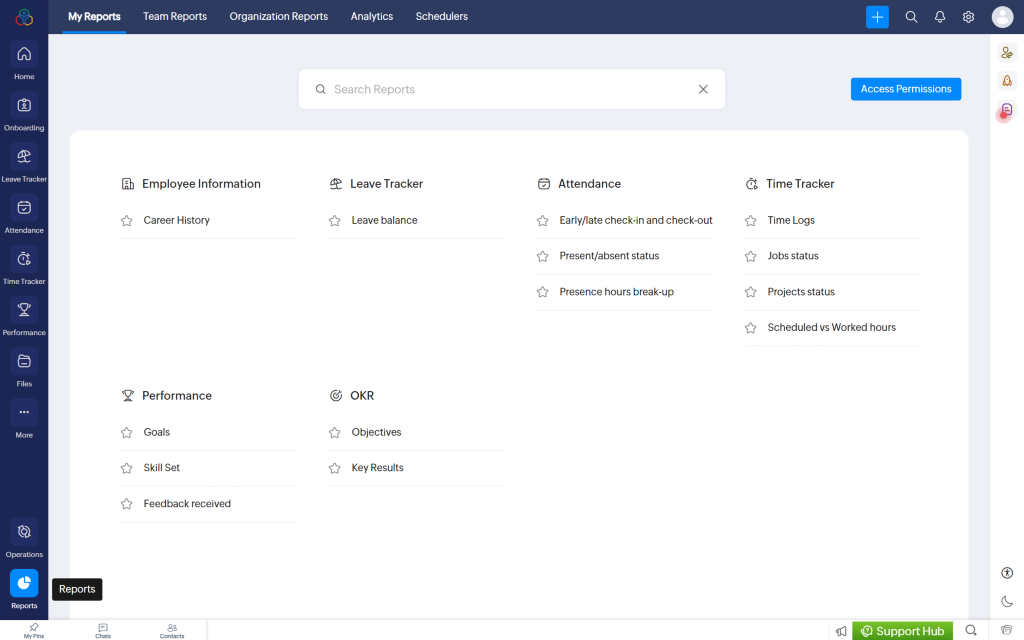 My Reports
Team Reports
Organization Reports
Analytics
Schedulers
Home
Onboarding
Leave Tracker
Attendance
Time Tracker
Performance
Files
More
Operations
Reports
Reports
Search Reports
Access Permissions
Employee Information
Career History
Leave Tracker
Leave balance
Attendance
Early/late check-in and check-out
Present/absent status
Presence hours break-up
Time Tracker
Time Logs
Jobs status
Projects status
Scheduled vs Worked hours
Performance
Goals
Skill Set
Feedback received
OKR
Objectives
Key Results
My Pins
Chats
Contacts
Support Hub